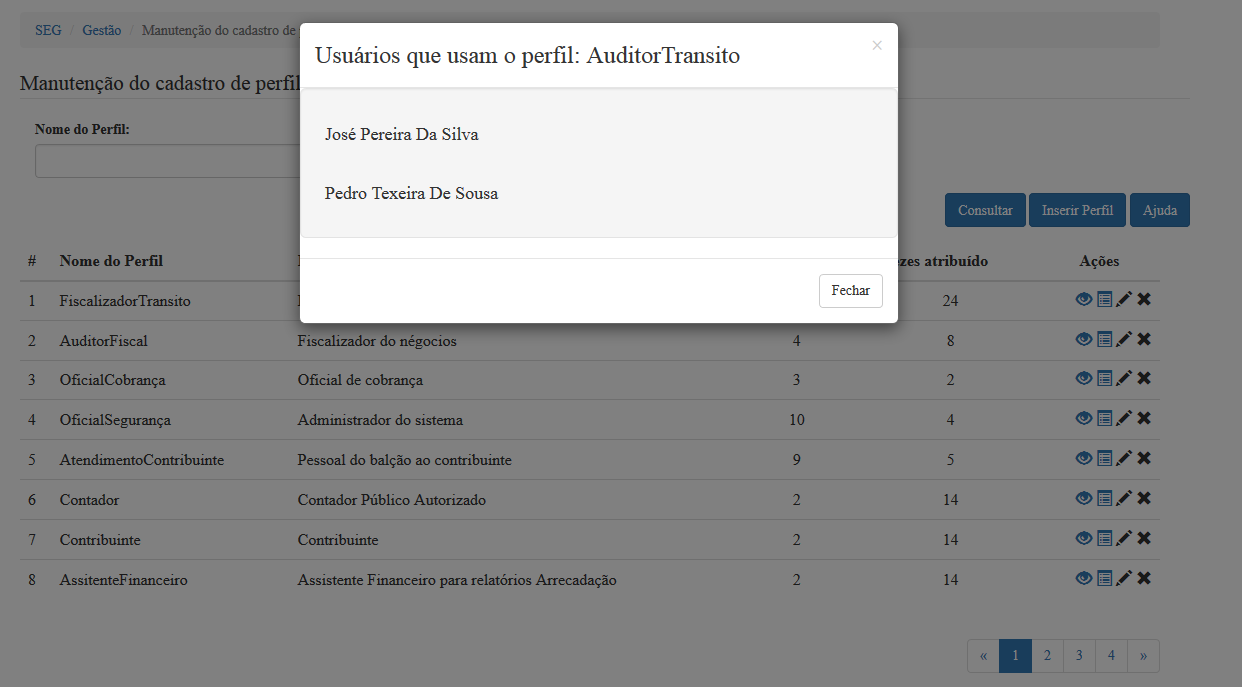 SEG / Gestão / Manutenção do cadastro de
Usuários que usam o perfil: AuditorTransito ×
Manutenção do cadastro de perfil
José Pereira Da Silva
Pedro Texeira De Sousa
Nome do Perfil:
Consultar Inserir Perfil Ajuda
# Nome do Perfil atribuído Ações
Fechar
1 FiscalizadorTransito 24
2 AuditorFiscal Fiscalizador do négocios 4 8
3 OficialCobrança Oficial de cobrança 3 2
4 OficialSegurança Administrador do sistema 10 4
5 AtendimentoContribuinte Pessoal do balção ao contribuinte 9 5
6 Contador Contador Público Autorizado 2 14
7 Contribuinte Contribuinte 2 14
8 AssitenteFinanceiro Assistente Financeiro para relatórios Arrecadação 2 14
« 1 2 3 4 »